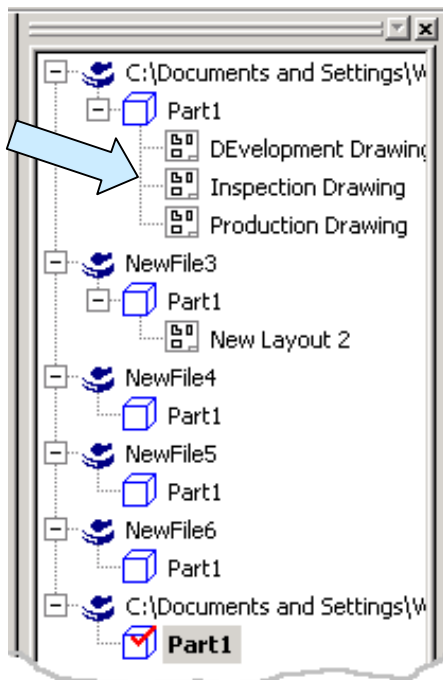 C:\Documents and Settings\W
Part1
DEvelopment Drawing
Inspection Drawing
Production Drawing
NewFile3
Part1
New Layout 2
NewFile4
Part1
NewFile5
Part1
NewFile6
Part1
C:\Documents and Settings\W
Part1